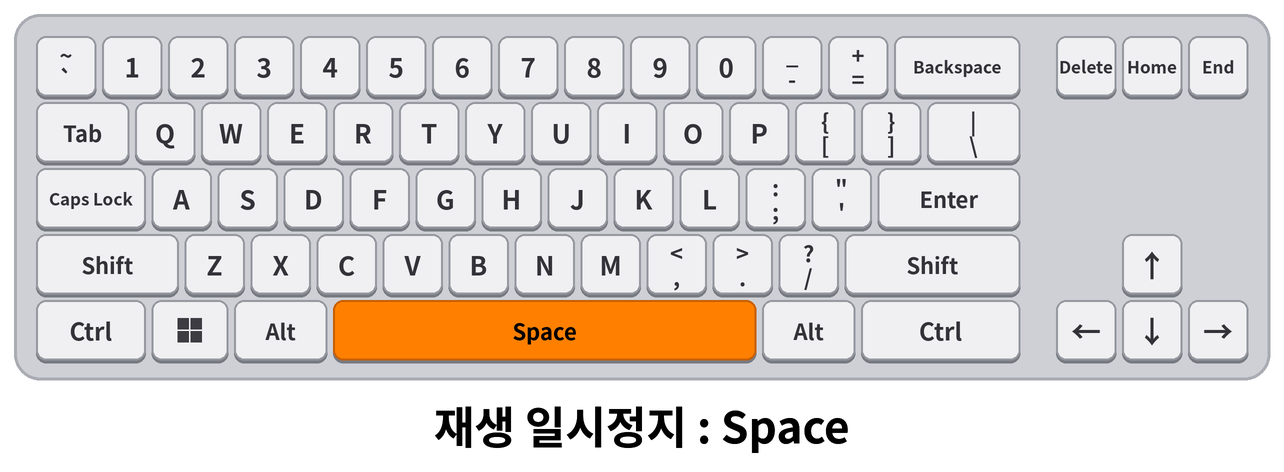 ~ ` 1 2 3 4 5 6 7 8 9 0 _ - + = Backspace Delete Home End
Tab Q W E R T Y U I O P { [ } ] | \
Caps Lock A S D F G H J K L : ; " ' Enter
Shift Z X C V B N M < , > . ? / Shift ↑
Ctrl Alt Space Alt Ctrl ← ↓ →
재생 일시정지 : Space